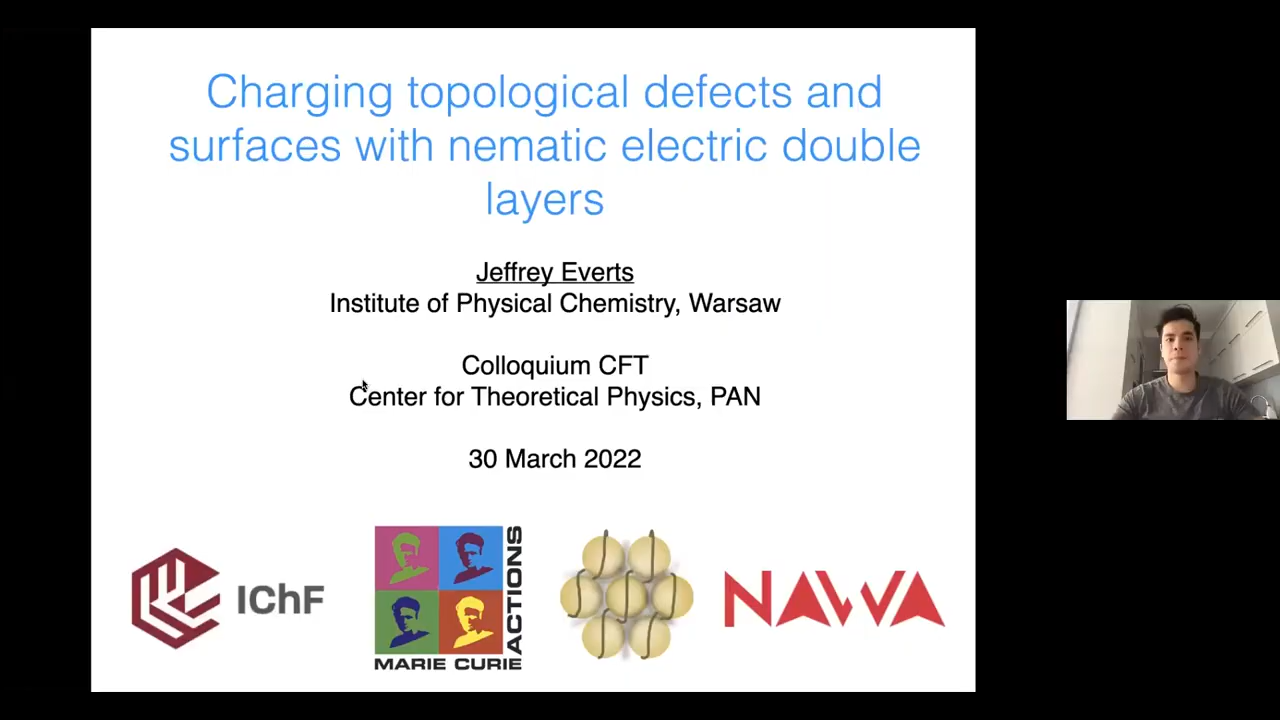 Charging topological defects and
surfaces with nematic electric double
layers
Jeffrey Everts
Institute of Physical Chemistry, Warsaw
Colloquium CFT
Center for Theoretical Physics, PAN
30 March 2022
IChF
MARIE CURIE
ACTIONS
NAWA